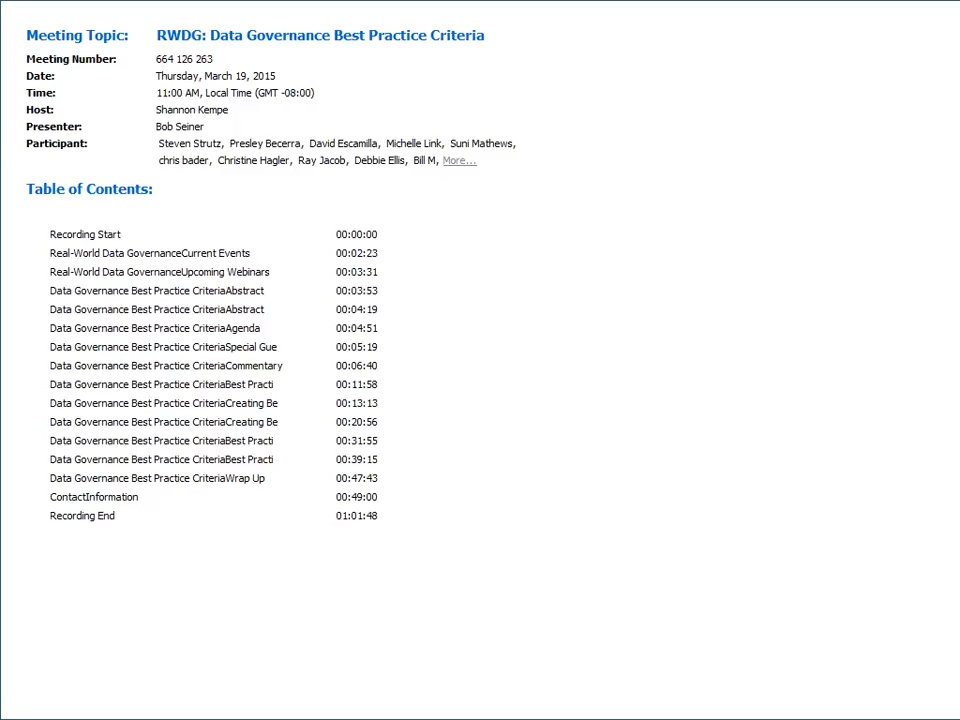 Meeting Topic: RWDG: Data Governance Best Practice Criteria
Meeting Number: 664 126 263
Date: Thursday, March 19, 2015
Time: 11:00 AM, Local Time (GMT -08:00)
Host: Shannon Kempe
Presenter: Bob Seiner
Participant: Steven Strutz, Presley Becerra, David Escamilla, Michelle Link, Suni Mathews,
chris bader, Christine Hagler, Ray Jacob, Debbie Ellis, Bill M, More...
Table of Contents:
Recording Start 00:00:00
Real-World Data GovernanceCurrent Events 00:02:23
Real-World Data GovernanceUpcoming Webinars 00:03:31
Data Governance Best Practice CriteriaAbstract 00:03:53
Data Governance Best Practice CriteriaAbstract 00:04:19
Data Governance Best Practice CriteriaAgenda 00:04:51
Data Governance Best Practice CriteriaSpecial Gue 00:05:19
Data Governance Best Practice CriteriaCommentary 00:06:40
Data Governance Best Practice CriteriaBest Practi 00:11:58
Data Governance Best Practice CriteriaCreating Be 00:13:13
Data Governance Best Practice CriteriaCreating Be 00:20:56
Data Governance Best Practice CriteriaBest Practi 00:31:55
Data Governance Best Practice CriteriaBest Practi 00:39:15
Data Governance Best Practice CriteriaWrap Up 00:47:43
ContactInformation 00:49:00
Recording End 01:01:48